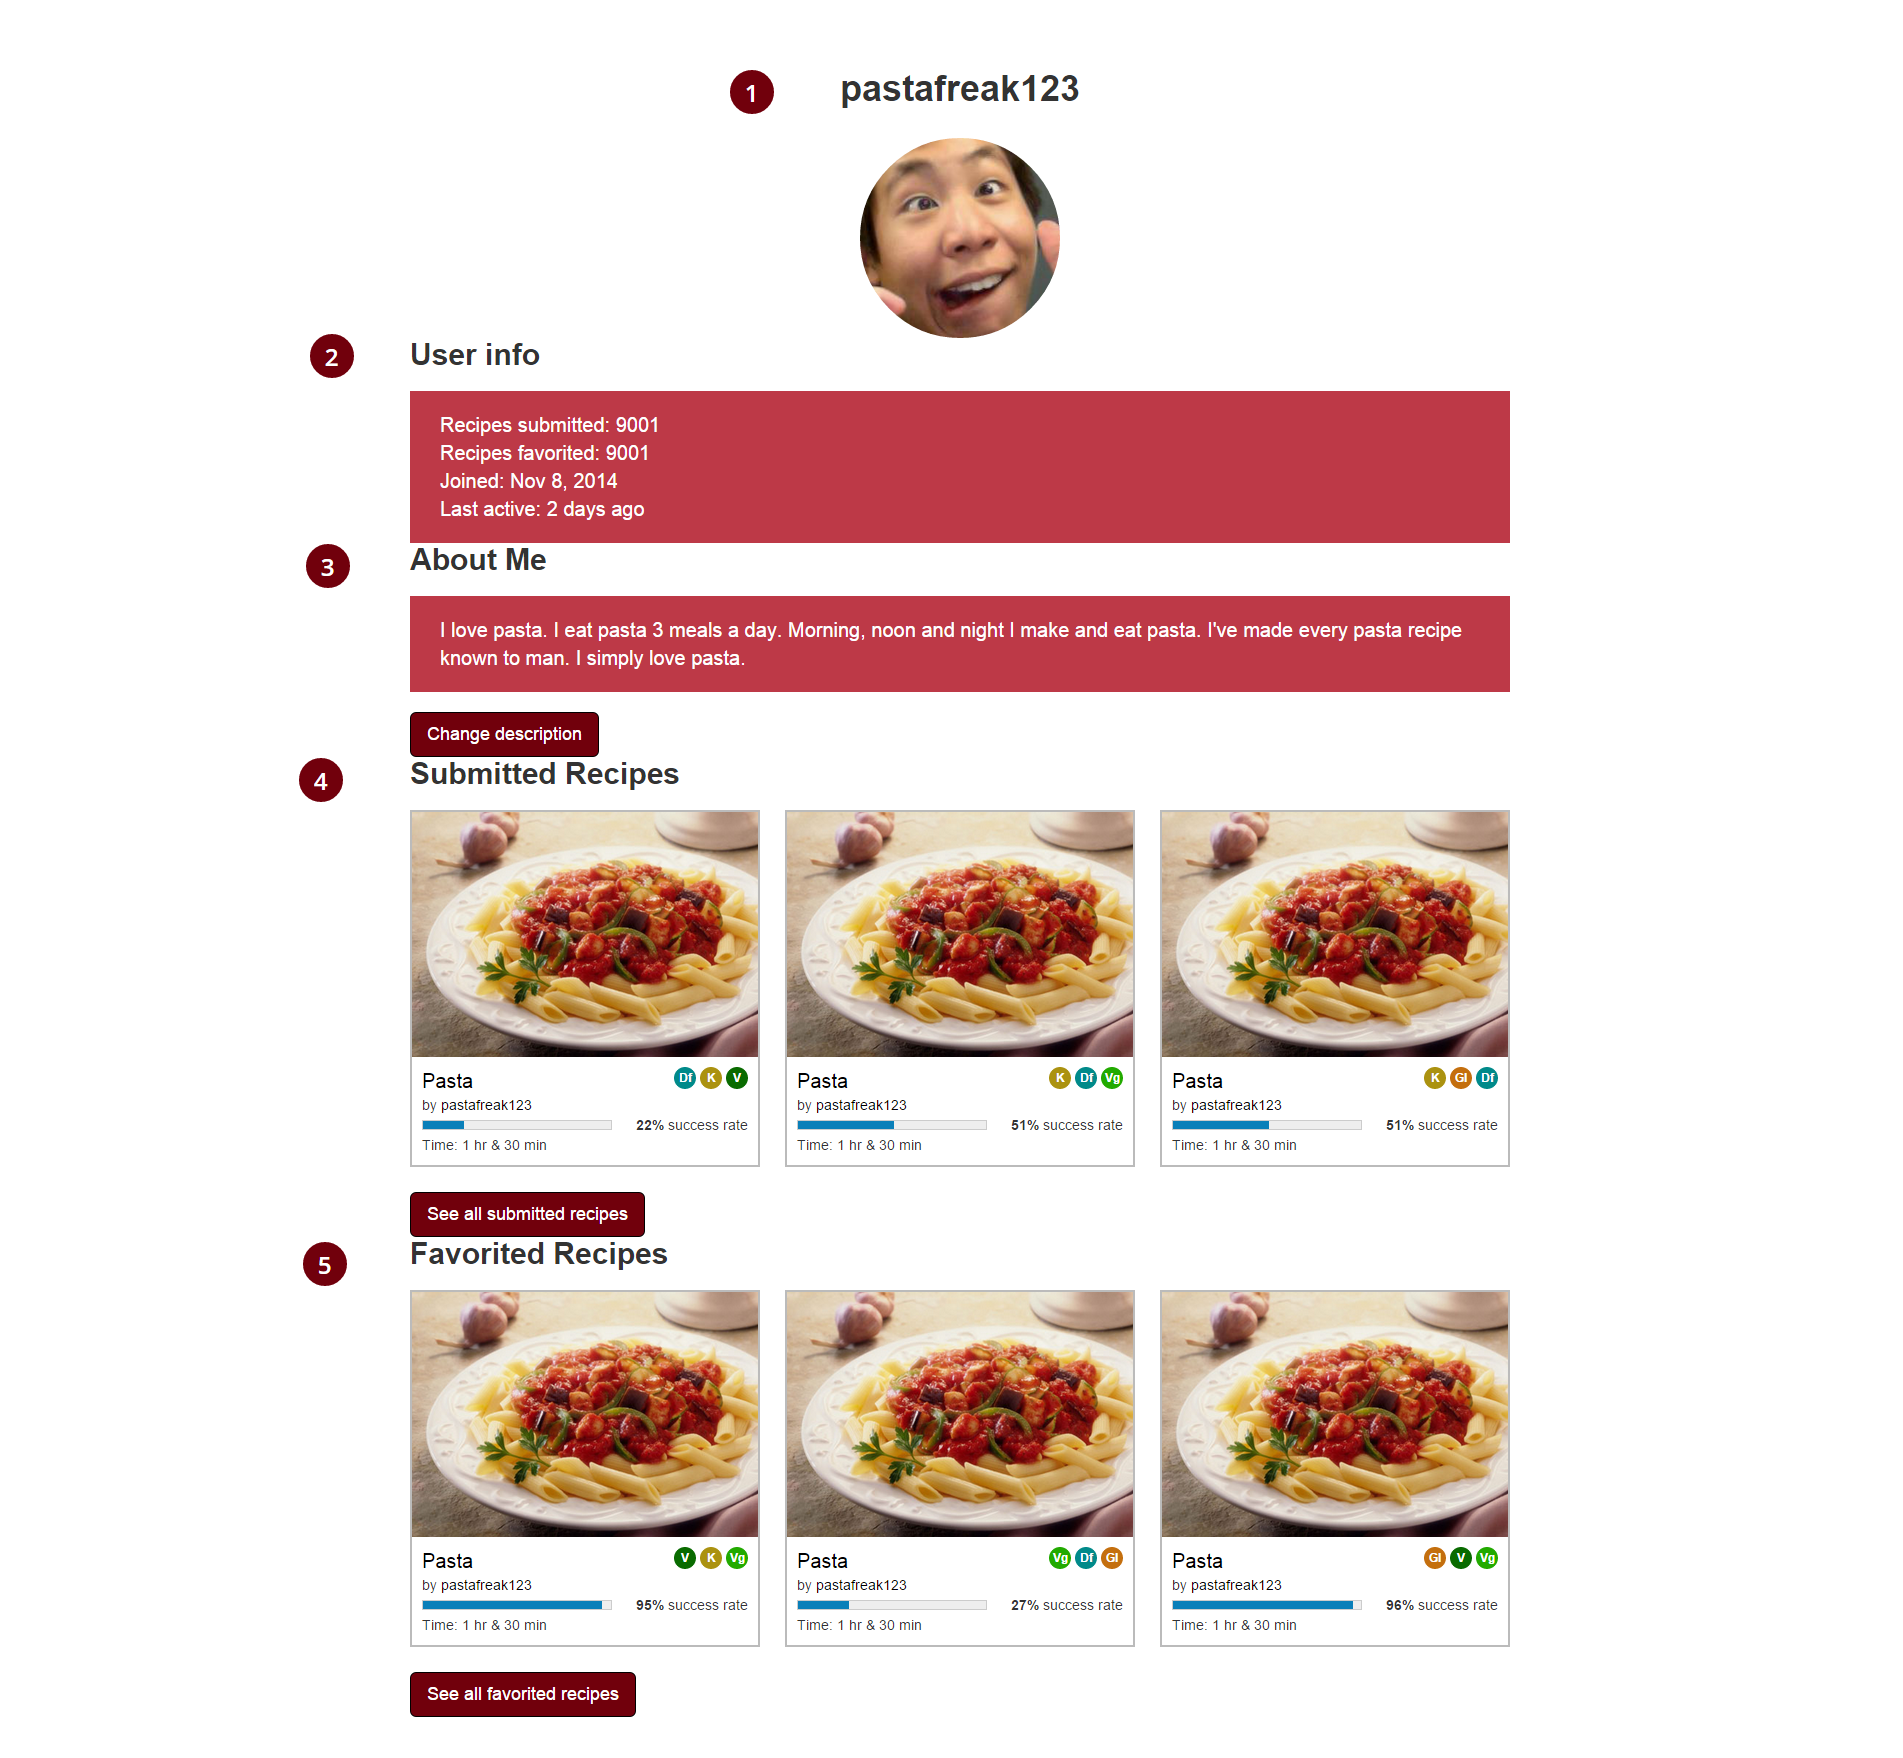 1
pastafreak123
2
User info
Recipes submitted: 9001
Recipes favorited: 9001
Joined: Nov 8, 2014
Last active: 2 days ago
3
About Me
I love pasta. I eat pasta 3 meals a day. Morning, noon and night I make and eat pasta. I've made every pasta recipe
known to man. I simply love pasta.
Change description
4
Submitted Recipes
Pasta Df K V
by pastafreak123
22% success rate
Time: 1 hr & 30 min
Pasta K Df Vg
by pastafreak123
51% success rate
Time: 1 hr & 30 min
Pasta K Gl Df
by pastafreak123
51% success rate
Time: 1 hr & 30 min
See all submitted recipes
5
Favorited Recipes
Pasta V K Vg
by pastafreak123
95% success rate
Time: 1 hr & 30 min
Pasta Vg Df Gl
by pastafreak123
27% success rate
Time: 1 hr & 30 min
Pasta Gl V Vg
by pastafreak123
96% success rate
Time: 1 hr & 30 min
See all favorited recipes